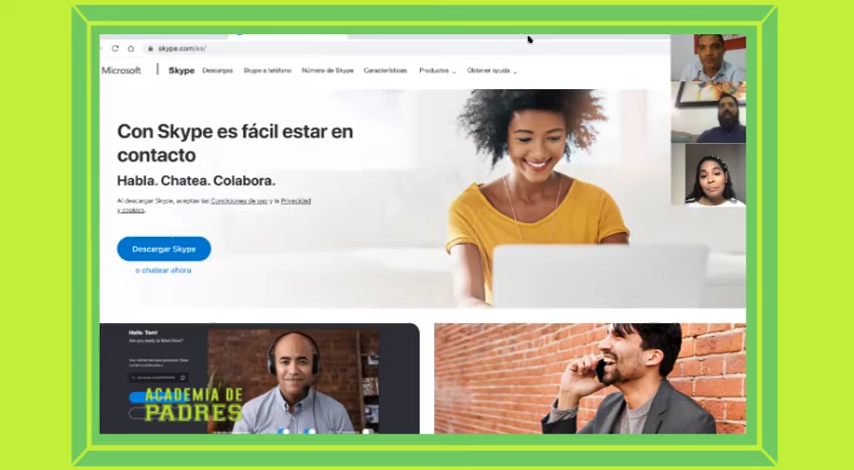 skype.com/es/
Microsoft | Skype Descargas Skype a teléfono Número de Skype Características Productos Obtener ayuda
Con Skype es fácil estar en
contacto
Habla. Chatea. Colabora.
Al descargar Skype, aceptas las Condiciones de uso y la Privacidad
y cookies.
Descargar Skype
o chatear ahora
Hello Tom!
ACADEMIA DE
PADRES